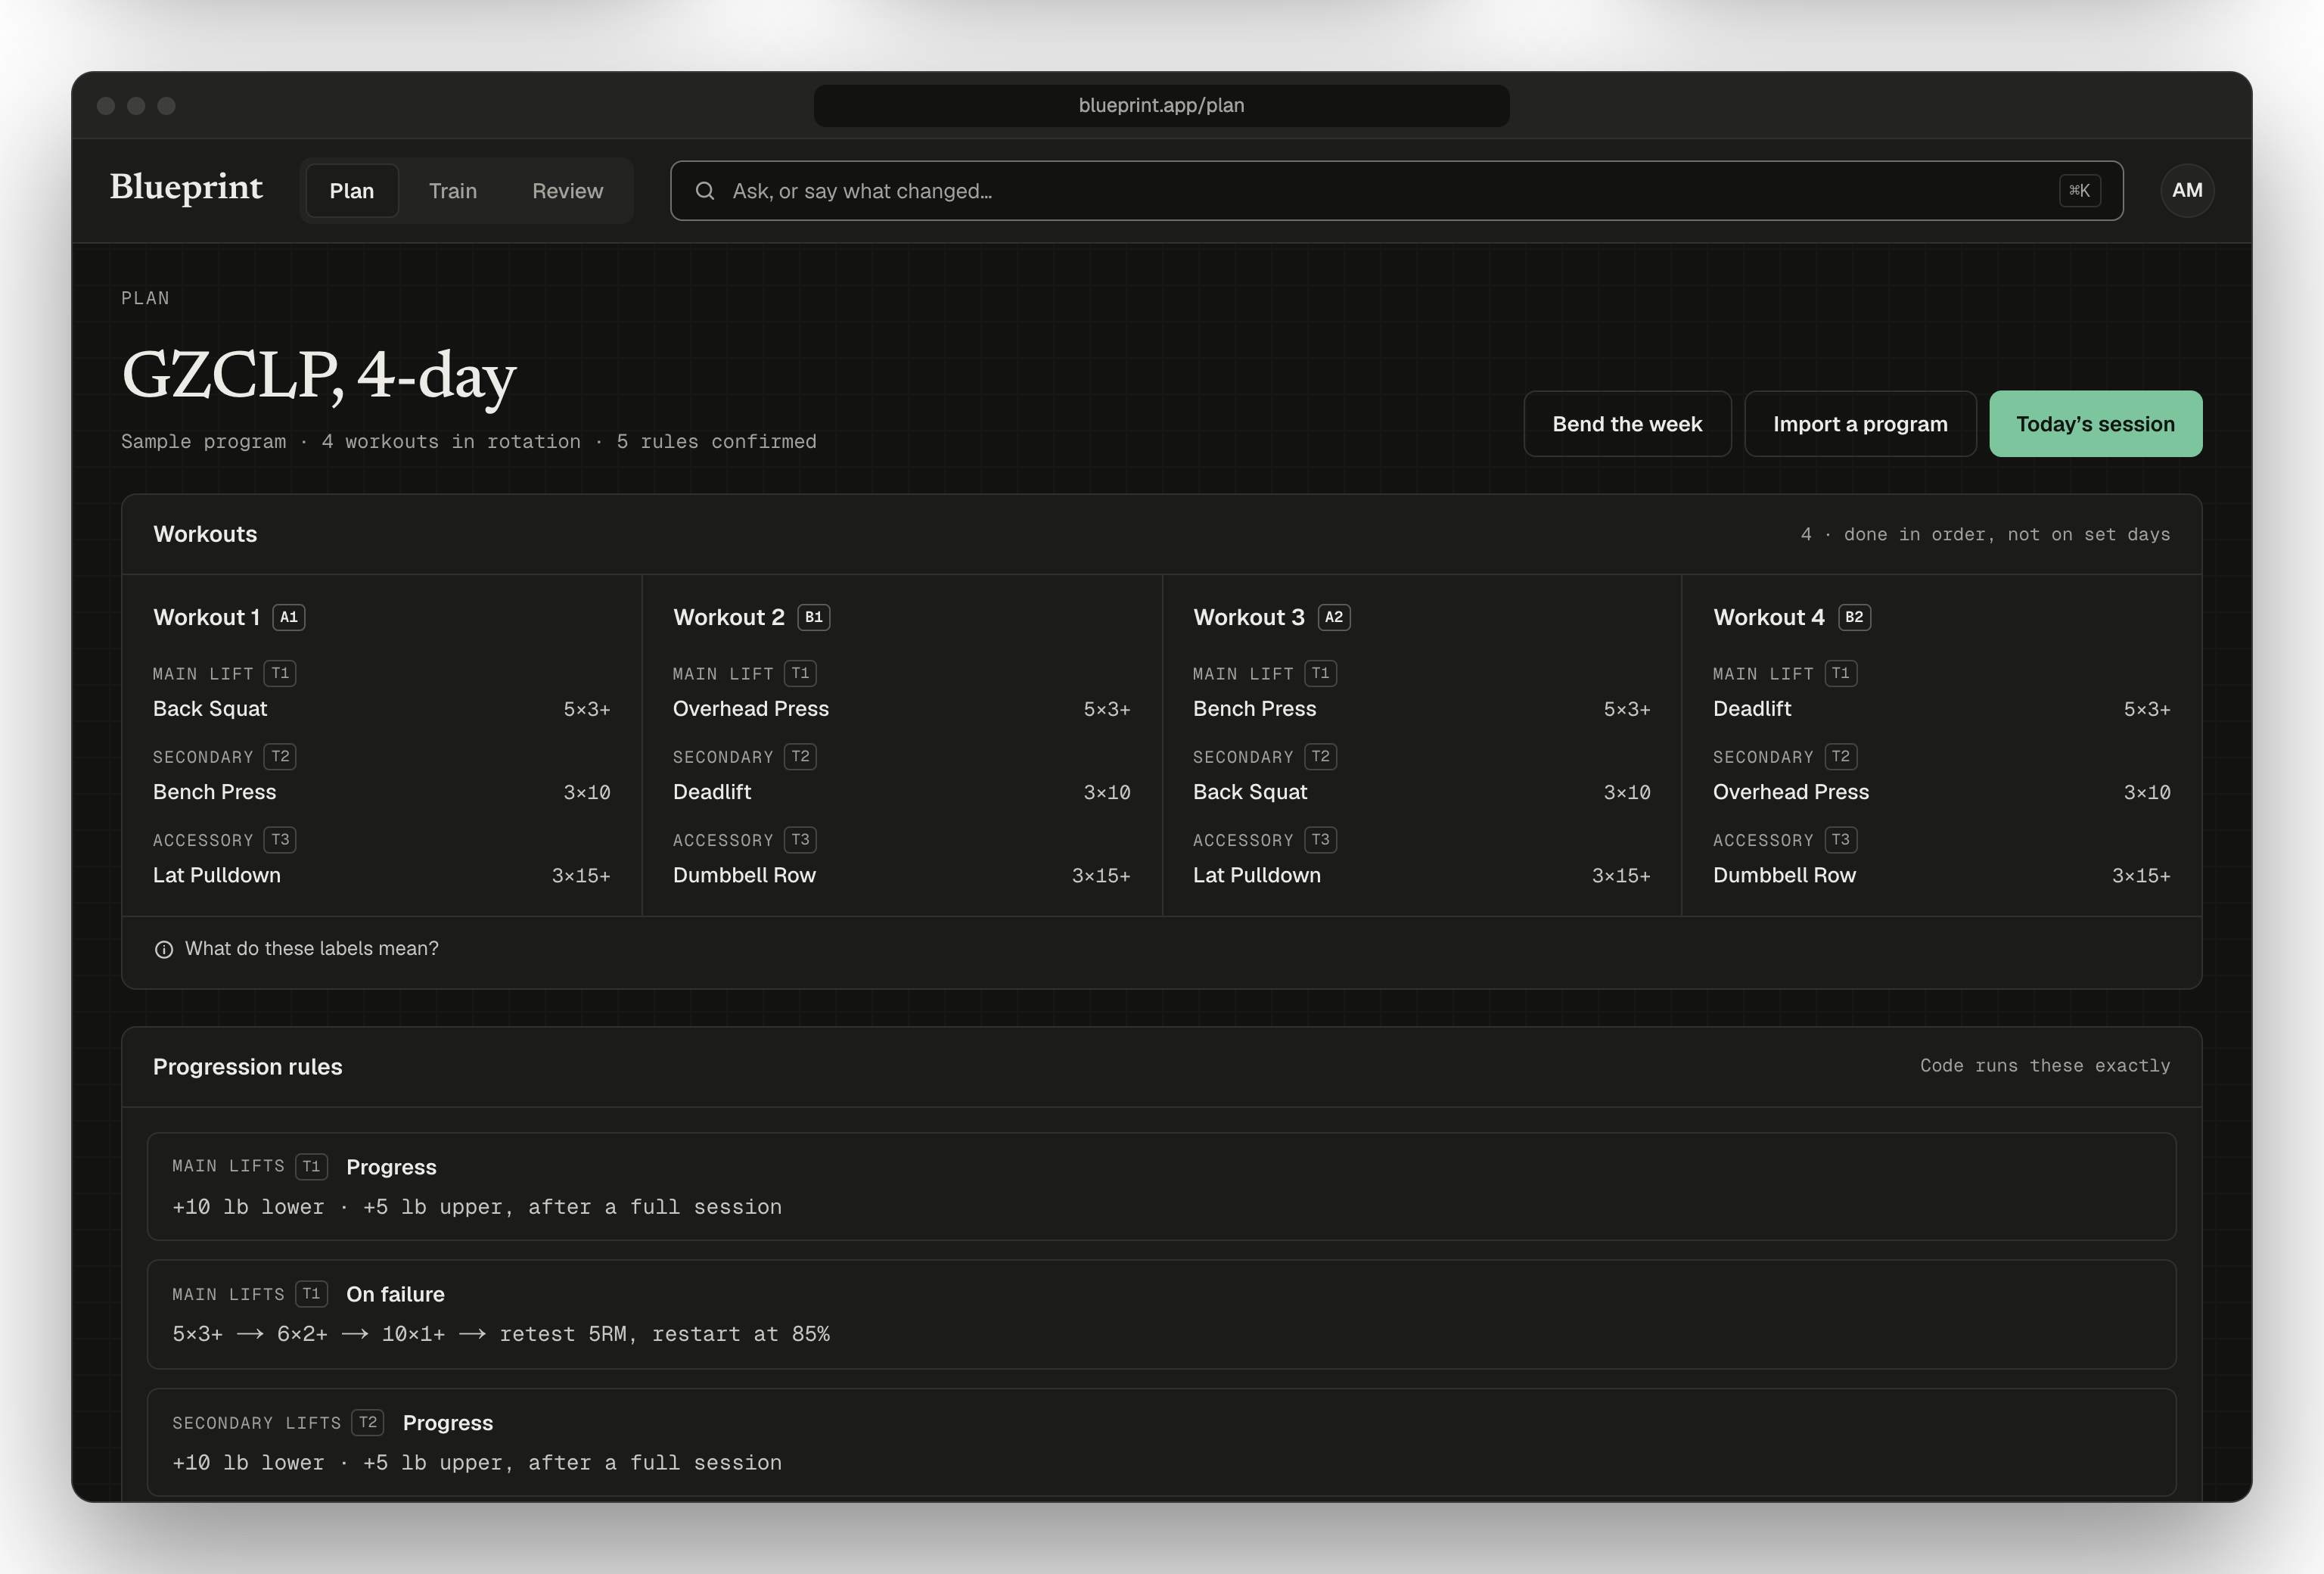 blueprint.app/plan
Blueprint
Plan
Train
Review
Ask, or say what changed…
⌘K
AM
PLAN
GZCLP, 4-day
Sample program · 4 workouts in rotation · 5 rules confirmed
Bend the week
Import a program
Today’s session
Workouts
4 · done in order, not on set days
Workout 1 A1
MAIN LIFT T1
Back Squat 5×3+
SECONDARY T2
Bench Press 3×10
ACCESSORY T3
Lat Pulldown 3×15+
Workout 2 B1
MAIN LIFT T1
Overhead Press 5×3+
SECONDARY T2
Deadlift 3×10
ACCESSORY T3
Dumbbell Row 3×15+
Workout 3 A2
MAIN LIFT T1
Bench Press 5×3+
SECONDARY T2
Back Squat 3×10
ACCESSORY T3
Lat Pulldown 3×15+
Workout 4 B2
MAIN LIFT T1
Deadlift 5×3+
SECONDARY T2
Overhead Press 3×10
ACCESSORY T3
Dumbbell Row 3×15+
What do these labels mean?
Progression rules
Code runs these exactly
MAIN LIFTS T1 Progress
+10 lb lower · +5 lb upper, after a full session
MAIN LIFTS T1 On failure
5×3+ → 6×2+ → 10×1+ → retest 5RM, restart at 85%
SECONDARY LIFTS T2 Progress
+10 lb lower · +5 lb upper, after a full session